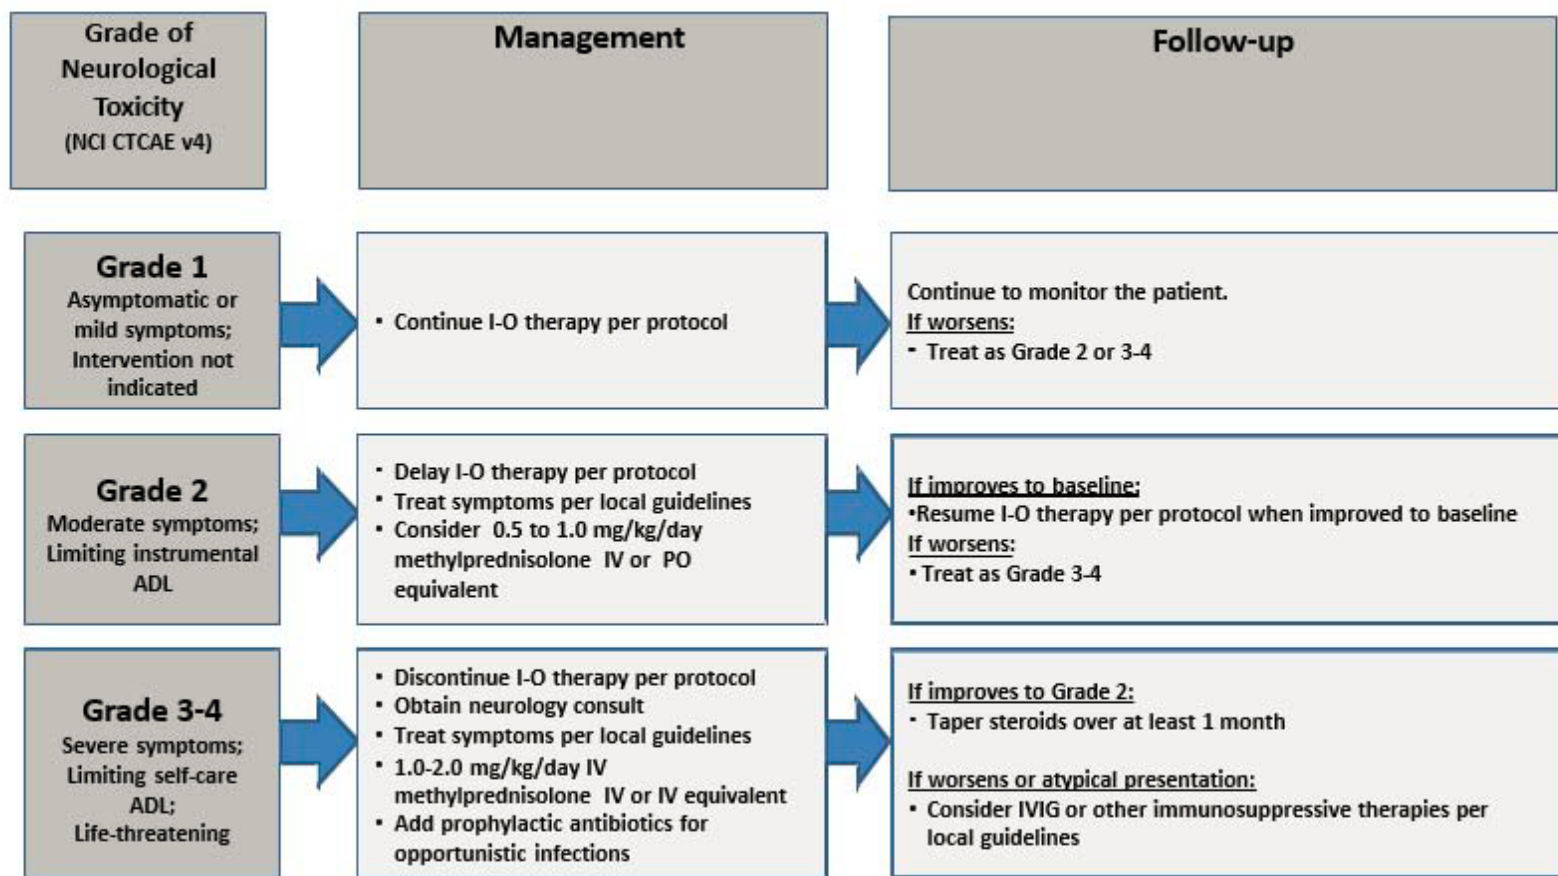 Grade of
Neurological
Toxicity
(NCI CTCAE v4)
Management
Follow-up
Grade 1
Asymptomatic or
mild symptoms;
Intervention not
indicated
▪ Continue I-O therapy per protocol
Continue to monitor the patient.
If worsens:
▪ Treat as Grade 2 or 3-4
Grade 2
Moderate symptoms;
Limiting instrumental
ADL
▪ Delay I-O therapy per protocol
▪ Treat symptoms per local guidelines
▪ Consider 0.5 to 1.0 mg/kg/day
methylprednisolone IV or PO
equivalent
If improves to baseline:
•Resume I-O therapy per protocol when improved to baseline
If worsens:
• Treat as Grade 3-4
Grade 3-4
Severe symptoms;
Limiting self-care
ADL;
Life-threatening
▪ Discontinue I-O therapy per protocol
▪ Obtain neurology consult
▪ Treat symptoms per local guidelines
▪ 1.0-2.0 mg/kg/day IV
methylprednisolone IV or IV equivalent
▪ Add prophylactic antibiotics for
opportunistic infections
If improves to Grade 2:
▪ Taper steroids over at least 1 month
If worsens or atypical presentation:
▪ Consider IVIG or other immunosuppressive therapies per
local guidelines